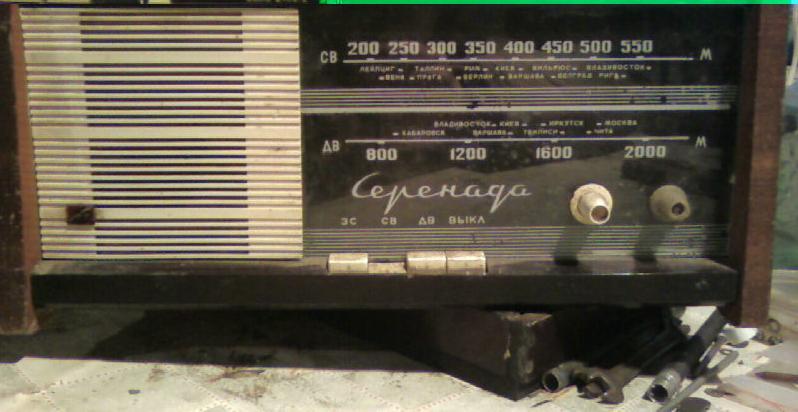 СВ 200 250 300 350 400 450 500 550 М
ЛЕЙПЦИГ ТАЛЛИН РИМ КИЕВ ВИЛЬНЮС ВЛАДИВОСТОК
ВЕНА ПРАГА БЕРЛИН ВАРШАВА БЕЛГРАД РИГА
ВЛАДИВОСТОК КИЕВ ИРКУТСК МОСКВА
ХАБАРОВСК ВАРШАВА ТБИЛИСИ ЧИТА
ДВ 800 1200 1600 2000 М
Серенада
ЗС СВ ДВ ВЫКЛ